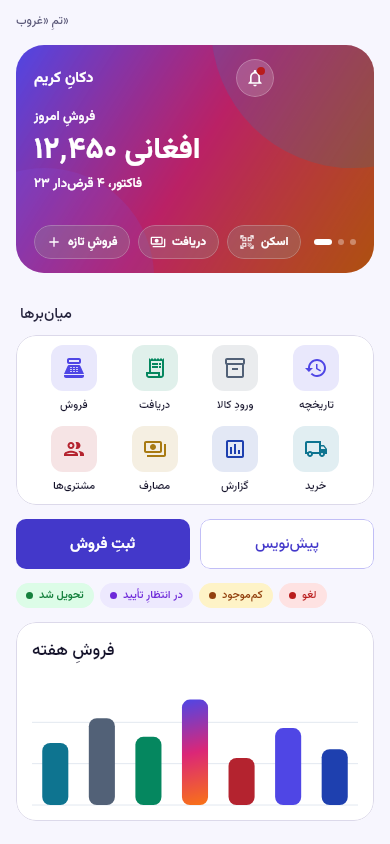 «تمِ «غروب
دکانِ کریم
فروشِ امروز
۱۲,۴۵۰ افغانی
۲۳ فاکتور، ۴ قرض‌دار
فروشِ تازه
دریافت
اسکن
میان‌برها
فروش
دریافت
ورودِ کالا
تاریخچه
مشتری‌ها
مصارف
گزارش
خرید
ثبتِ فروش
پیش‌نویس
تحویل شد
در انتظارِ تأیید
کم‌موجود
لغو
فروشِ هفته